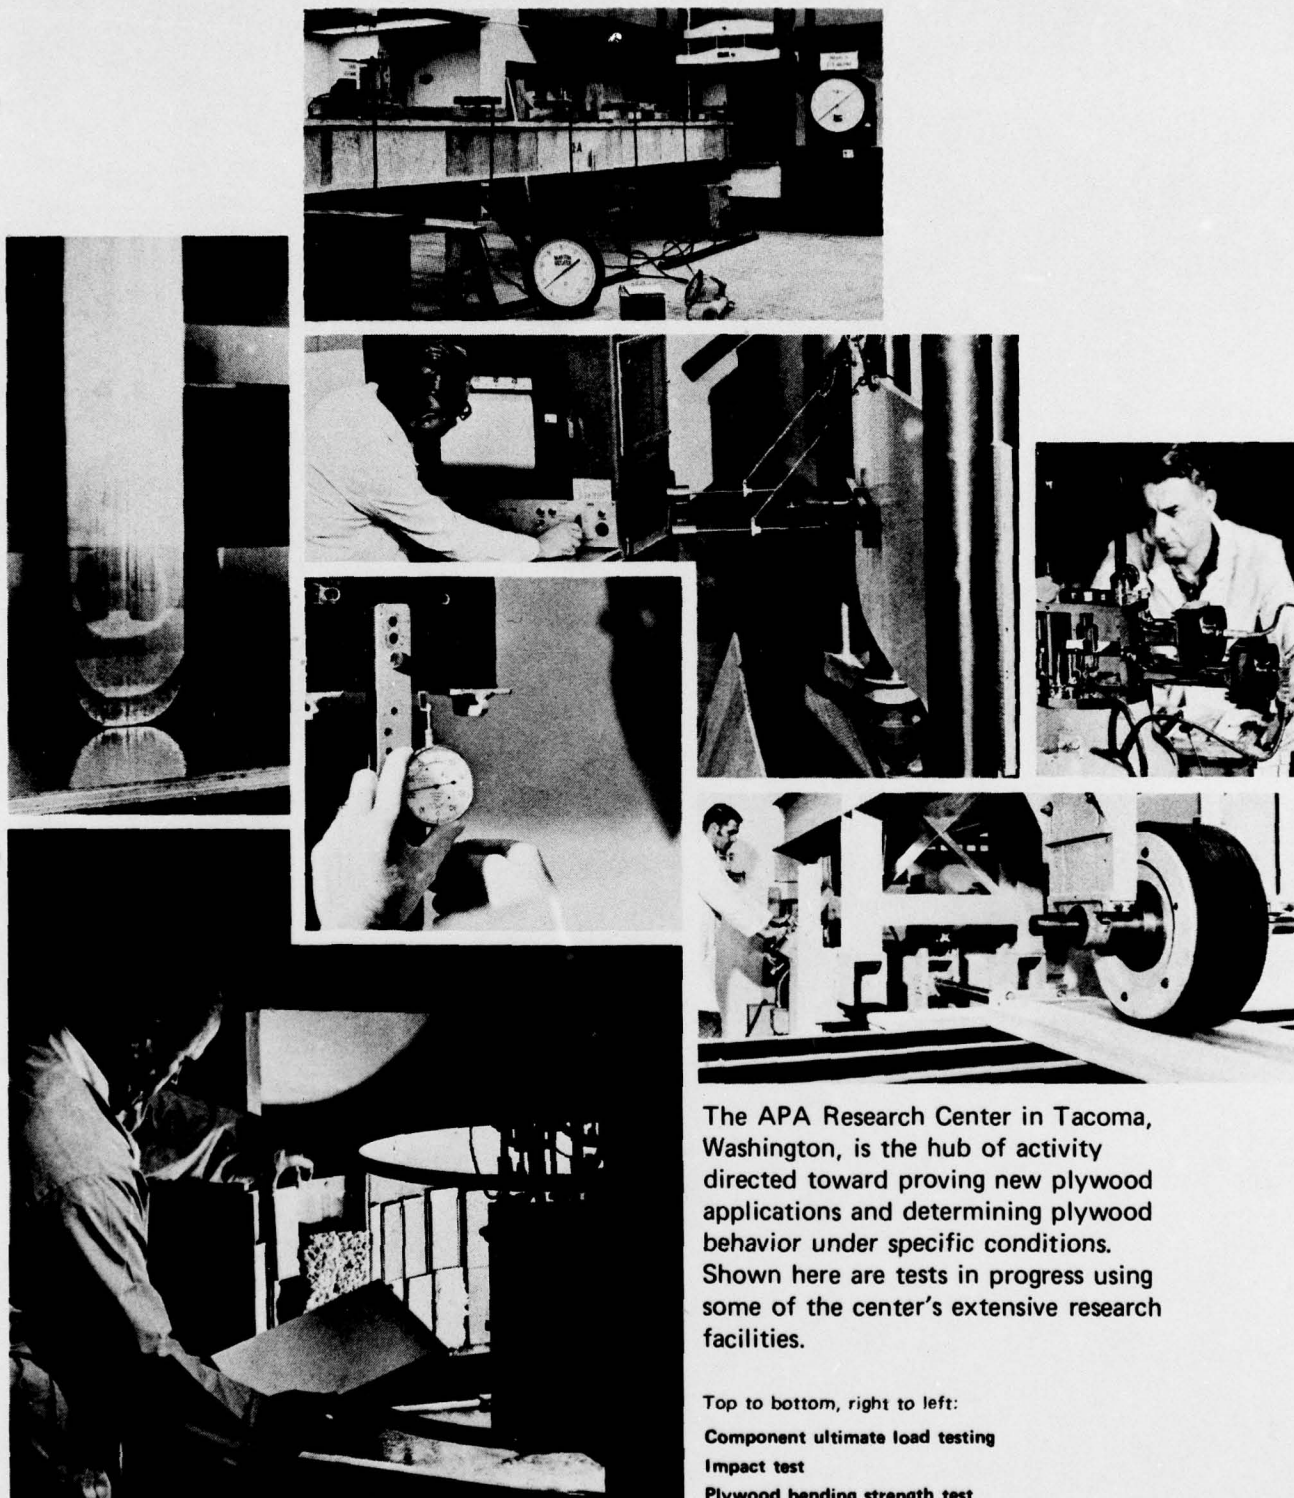 The APA Research Center in Tacoma,
Washington, is the hub of activity
directed toward proving new plywood
applications and determining plywood
behavior under specific conditions.
Shown here are tests in progress using
some of the center's extensive research
facilities.
Top to bottom, right to left:
Component ultimate load testing
Impact test
Plywood bending strength test